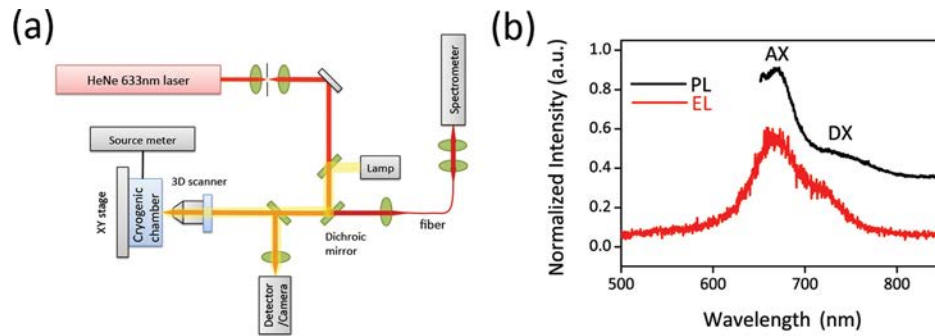 (a)
HeNe 633nm laser
Source meter
XY stage
Cryogenic
chamber
3D scanner
Lamp
Dichroic
mirror
fiber
Spectrometer
Detector
/Camera
(b)
Normalized Intensity (a.u.)
1.0
0.8
0.6
0.4
0.2
0.0
AX
PL
EL
DX
500
600
700
800
Wavelength (nm)